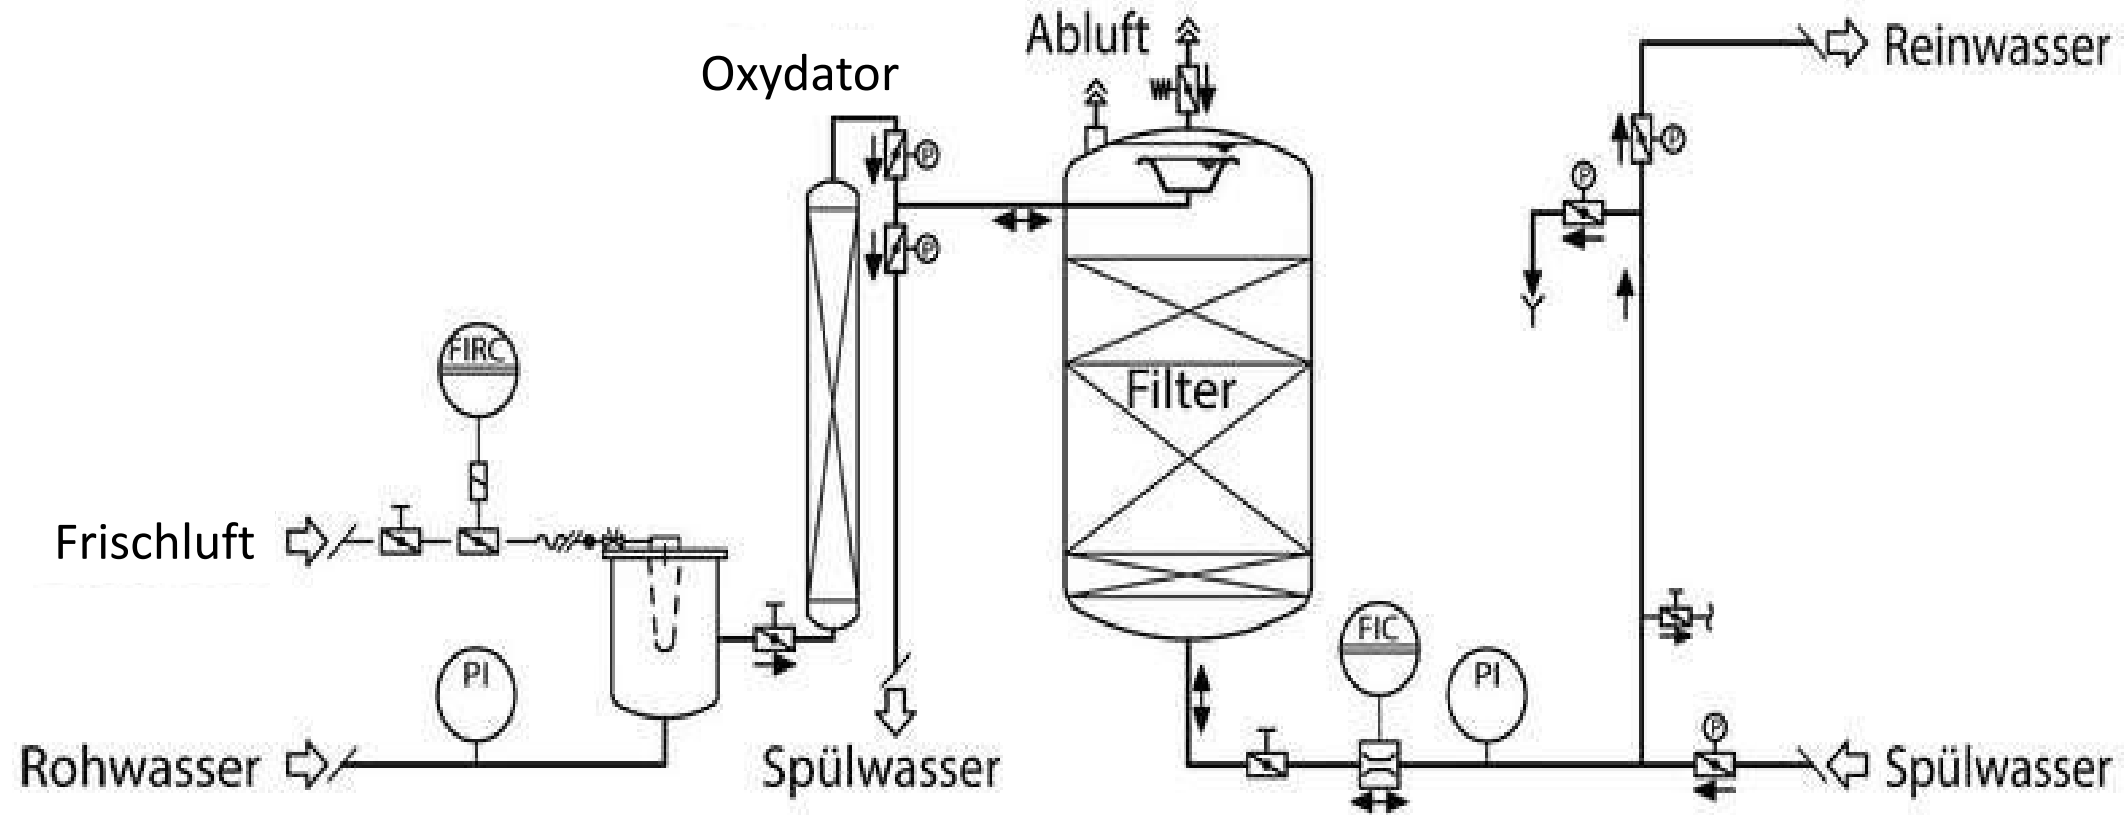 Abluft
Reinwasser
Oxydator
P
P
P
P
Filter
FIRC
Frischluft
FIC
PI
PI
P
Rohwasser
Spülwasser
Spülwasser